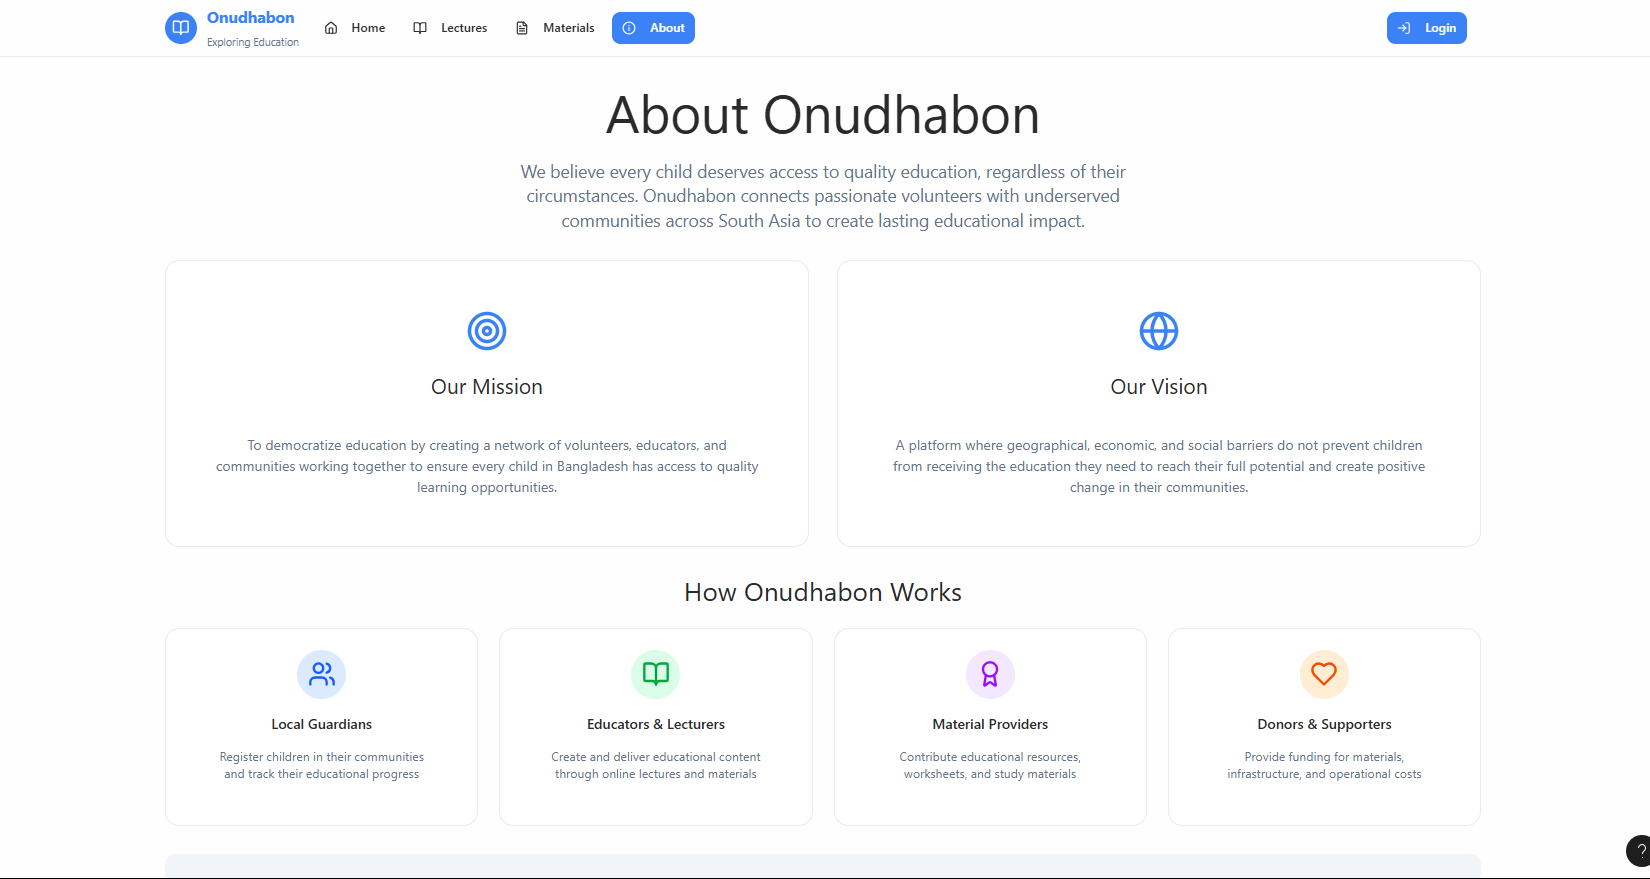 Onudhabon
Exploring Education
Home
Lectures
Materials
About
Login
About Onudhabon
We believe every child deserves access to quality education, regardless of their
circumstances. Onudhabon connects passionate volunteers with underserved
communities across South Asia to create lasting educational impact.
Our Mission
To democratize education by creating a network of volunteers, educators, and
communities working together to ensure every child in Bangladesh has access to quality
learning opportunities.
Our Vision
A platform where geographical, economic, and social barriers do not prevent children
from receiving the education they need to reach their full potential and create positive
change in their communities.
How Onudhabon Works
Local Guardians
Register children in their communities
and track their educational progress
Educators & Lecturers
Create and deliver educational content
through online lectures and materials
Material Providers
Contribute educational resources,
worksheets, and study materials
Donors & Supporters
Provide funding for materials,
infrastructure, and operational costs
?